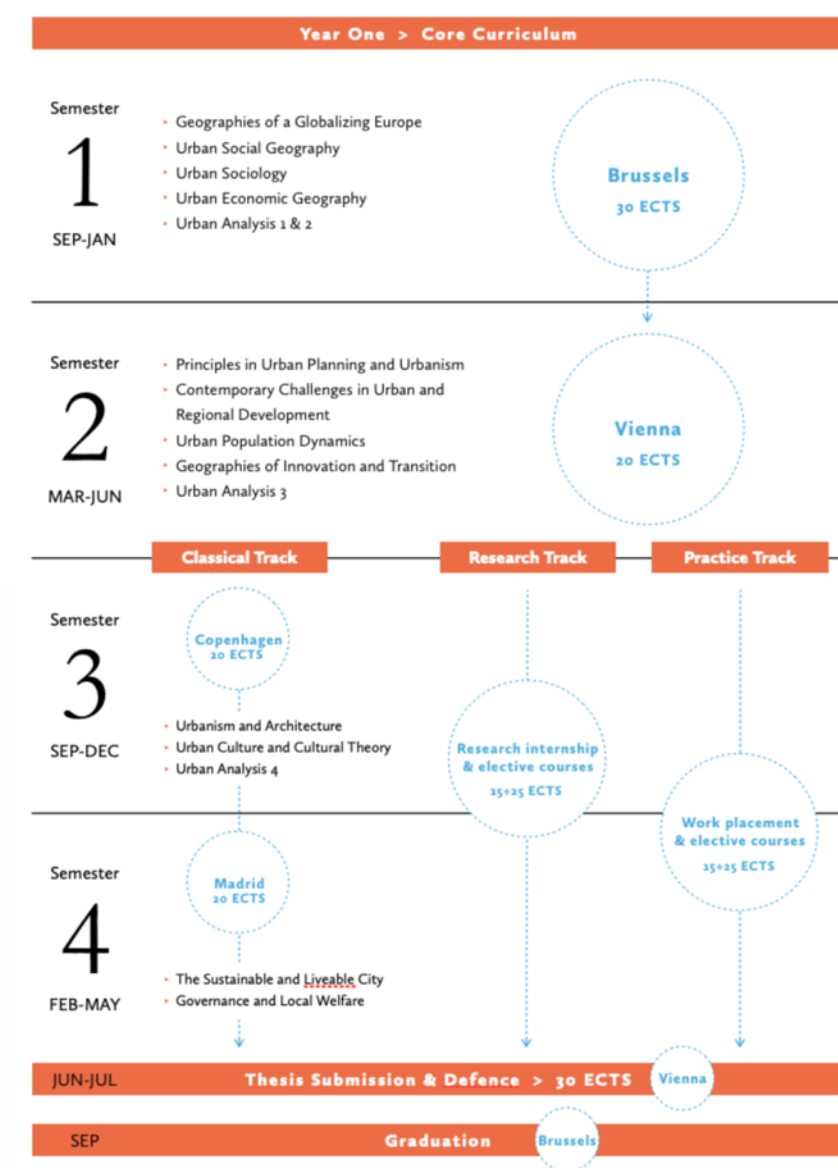 Year One > Core Curriculum
Semester
1
SEP-JAN
‣ Geographies of a Globalizing Europe
‣ Urban Social Geography
‣ Urban Sociology
‣ Urban Economic Geography
‣ Urban Analysis 1 & 2
Brussels
30 ECTS
Semester
2
MAR-JUN
‣ Principles in Urban Planning and Urbanism
‣ Contemporary Challenges in Urban and
Regional Development
‣ Urban Population Dynamics
‣ Geographies of Innovation and Transition
‣ Urban Analysis 3
Vienna
20 ECTS
Classical Track
Research Track
Practice Track
Semester
3
SEP-DEC
Copenhagen
20 ECTS
‣ Urbanism and Architecture
‣ Urban Culture and Cultural Theory
‣ Urban Analysis 4
Research internship
& elective courses
15+25 ECTS
Work placement
& elective courses
15+25 ECTS
Semester
4
FEB-MAY
Madrid
20 ECTS
‣ The Sustainable and Liveable City
‣ Governance and Local Welfare
JUN-JUL
Thesis Submission & Defence > 30 ECTS
Vienna
SEP
Graduation
Brussels